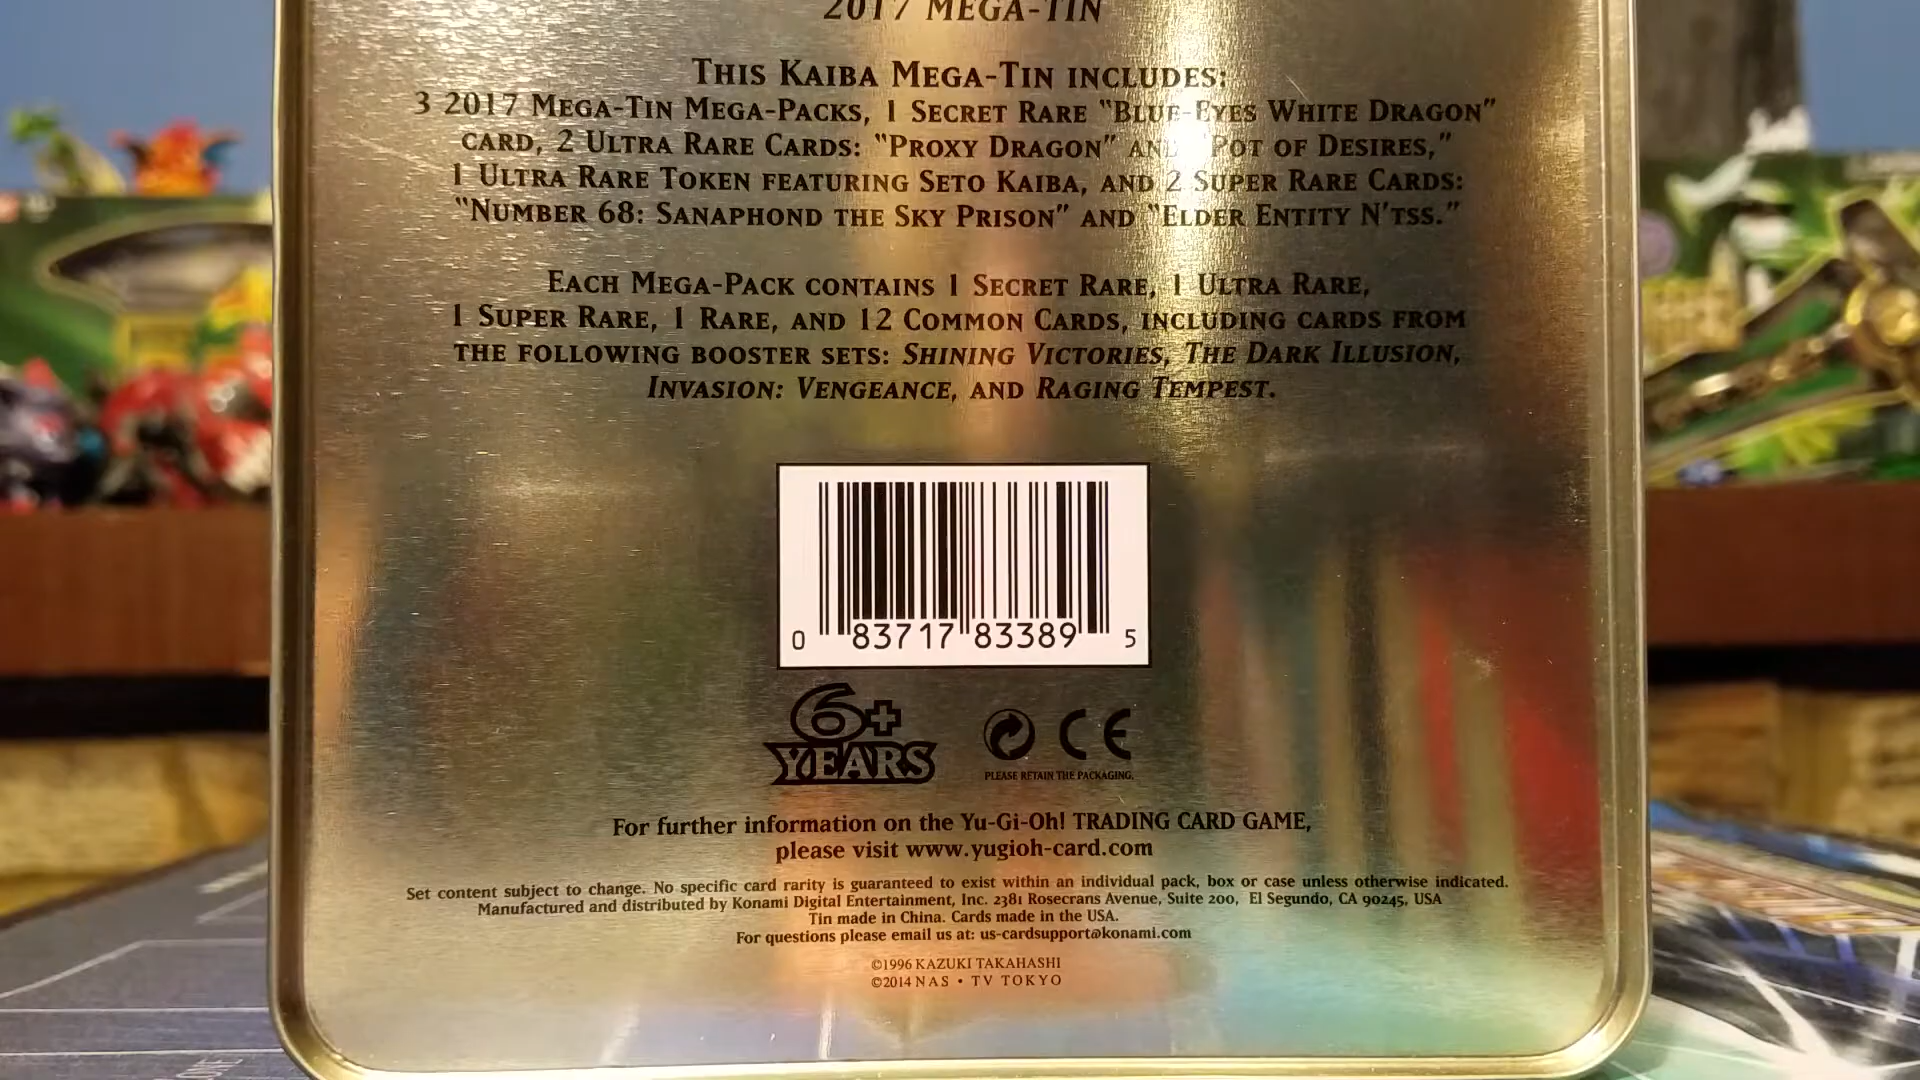 2017 MEGA-TIN
THIS KAIBA MEGA-TIN INCLUDES:
3 2017 MEGA-TIN MEGA-PACKS, 1 SECRET RARE "BLUE-EYES WHITE DRAGON"
CARD, 2 ULTRA RARE CARDS: "PROXY DRAGON" AND "POT OF DESIRES,"
1 ULTRA RARE TOKEN FEATURING SETO KAIBA, AND 2 SUPER RARE CARDS:
"NUMBER 68: SANAPHOND THE SKY PRISON" AND "ELDER ENTITY N'TSS."
EACH MEGA-PACK CONTAINS 1 SECRET RARE, 1 ULTRA RARE,
1 SUPER RARE, 1 RARE, AND 12 COMMON CARDS, INCLUDING CARDS FROM
THE FOLLOWING BOOSTER SETS: SHINING VICTORIES, THE DARK ILLUSION,
INVASION: VENGEANCE, AND RAGING TEMPEST.
0 83717 83389 5
6+
YEARS
CE
PLEASE RETAIN THE PACKAGING.
For further information on the Yu-Gi-Oh! TRADING CARD GAME,
please visit www.yugioh-card.com
Set content subject to change. No specific card rarity is guaranteed to exist within an individual pack, box or case unless otherwise indicated.
Manufactured and distributed by Konami Digital Entertainment, Inc. 2381 Rosecrans Avenue, Suite 200, El Segundo, CA 90245, USA
Tin made in China. Cards made in the USA.
For questions please email us at: us-cardsupport@konami.com
©1996 KAZUKI TAKAHASHI
©2014 NAS • TV TOKYO